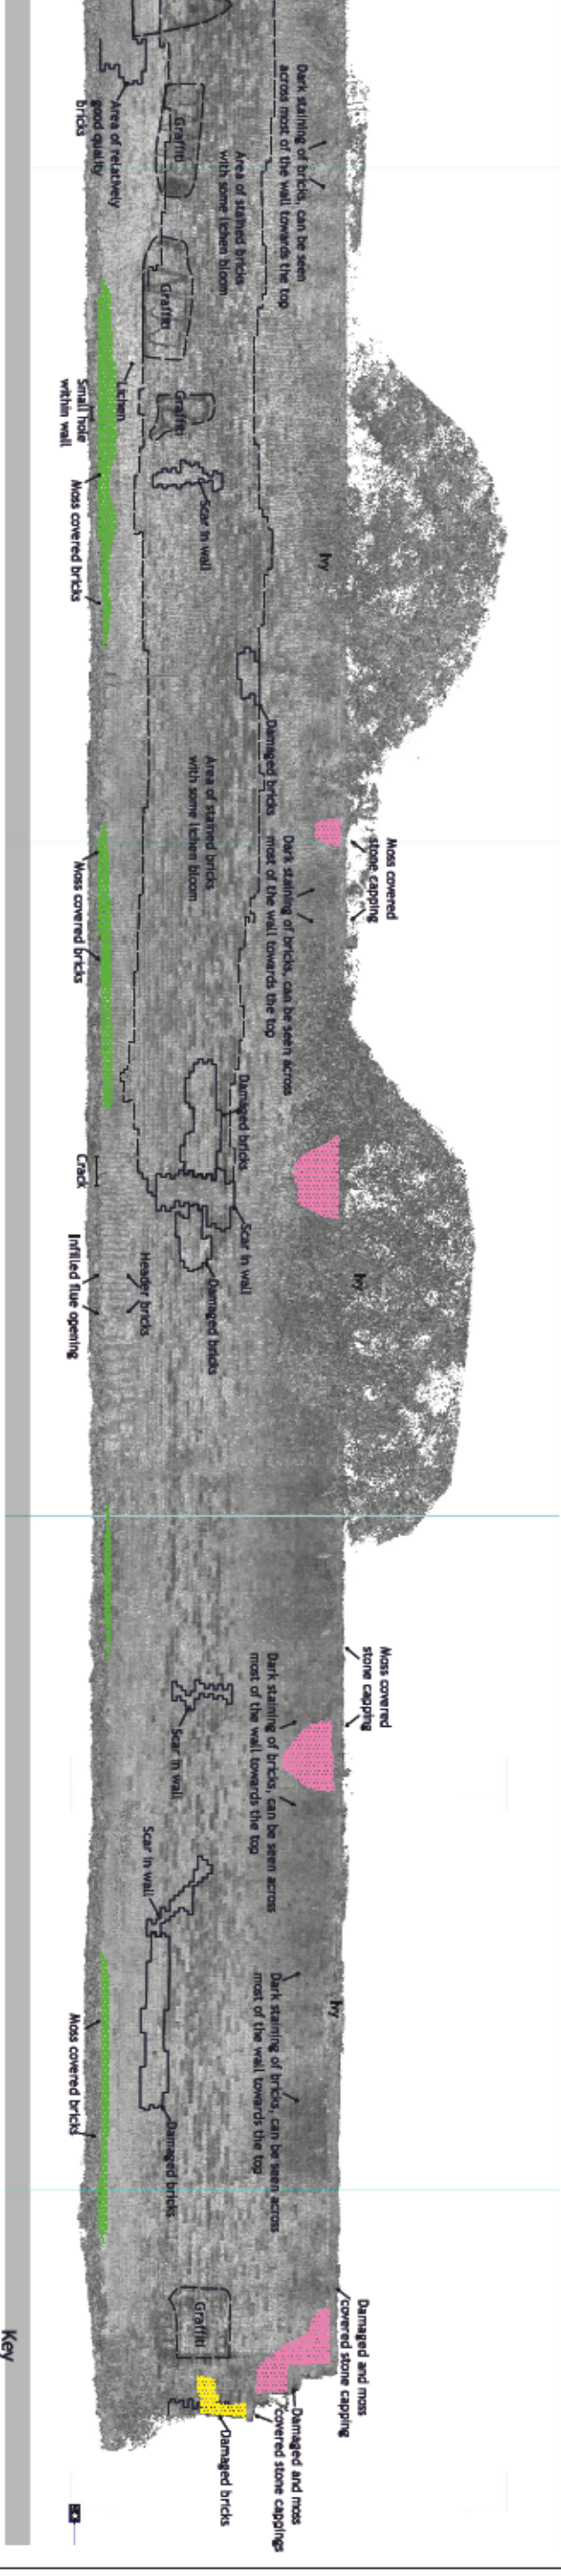 Dark staining of bricks, can be seen
across most of the wall towards the top
Area of stained bricks
with some lichen bloom
Graffiti
Area of relatively
good quality
bricks
Graffiti
Graffiti
Lichen
Small hole
within wall
Scar in wall
Moss covered bricks
Ivy
Damaged bricks
Moss covered
stone capping
Dark staining of bricks, can be seen across
most of the wall towards the top
Area of stained bricks
with some lichen bloom
Moss covered bricks
Damaged bricks
Scar in wall
Crack
Ivy
Damaged bricks
Header bricks
Infilled flue opening
Moss covered
stone capping
Dark staining of bricks, can be seen across
most of the wall towards the top
Scar in wall
Scar in wall
Ivy
Dark staining of bricks, can be seen across
most of the wall towards the top
Damaged bricks
Moss covered bricks
Damaged and moss
covered stone capping
Graffiti
Damaged and moss
covered stone cappings
Damaged bricks
Key